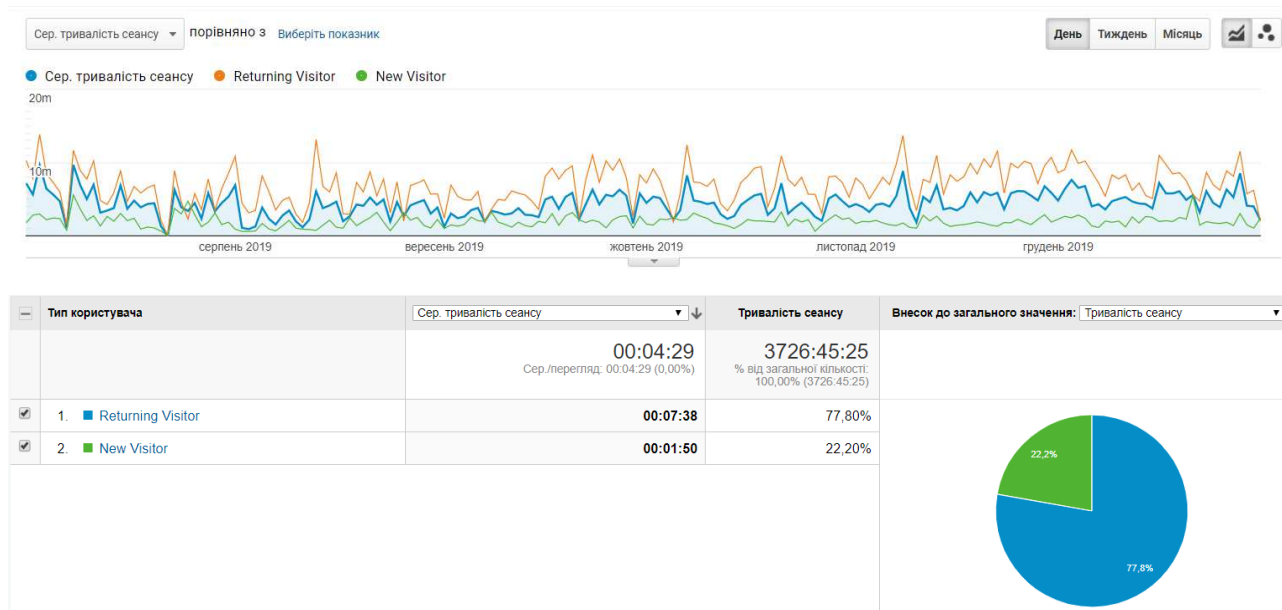 Сер. тривалість сеансу порівняно з Виберіть показник День Тиждень Місяць
Сер. тривалість сеансу Returning Visitor New Visitor
20m
10m
серпень 2019 вересень 2019 жовтень 2019 листопад 2019 грудень 2019
Тип користувача Сер. тривалість сеансу Тривалість сеансу Внесок до загального значення: Тривалість сеансу
00:04:29 3726:45:25
Сер./перегляд: 00:04:29 (0,00%) % від загальної кількості:
100,00% (3726:45:25)
1. Returning Visitor 00:07:38 77,80%
2. New Visitor 00:01:50 22,20%
22,2%
77,8%